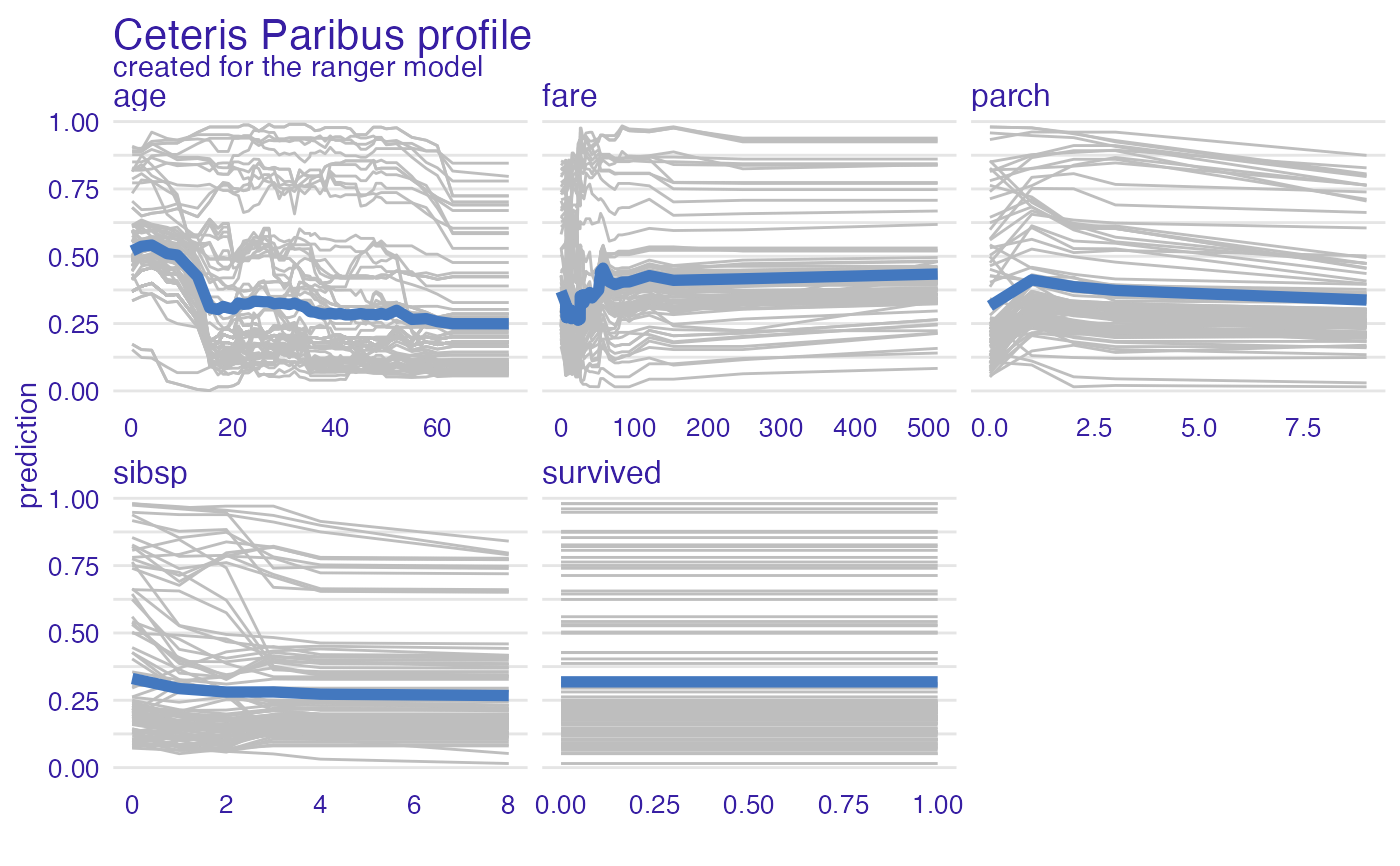 Ceteris Paribus profile
created for the ranger model
age
fare
parch
1.00
0.75
0.50
0.25
0.00
0 20 40 60
0 100 200 300 400 500
0.0 2.5 5.0 7.5
prediction
sibsp
survived
1.00
0.75
0.50
0.25
0.00
0 2 4 6 8
0.00 0.25 0.50 0.75 1.00